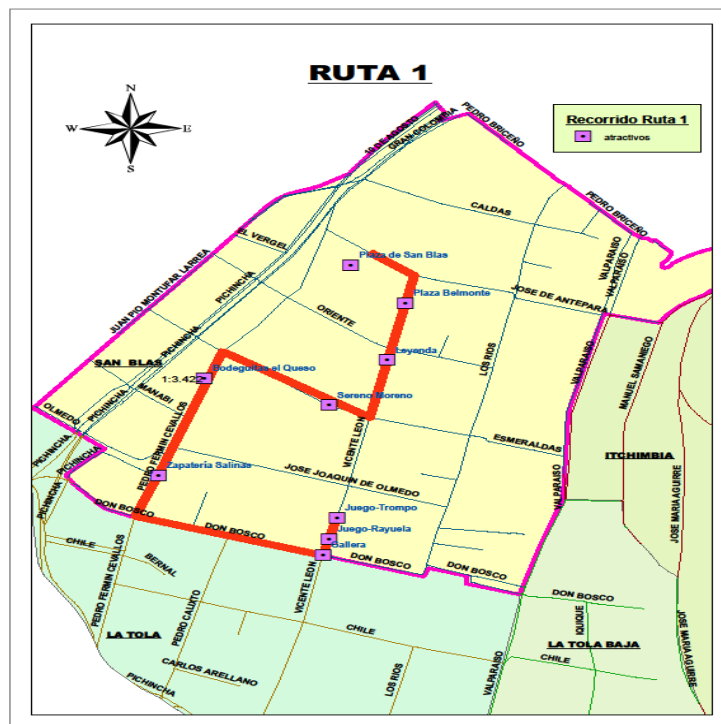 RUTA 1
N
W
E
S
Recorrido Ruta 1
atractivos
10 DE AGOSTO
GRAN COLOMBIA
PEDRO BRICEÑO
PEDRO BRICEÑO
CALDAS
EL VERGEL
JUAN PIO MONTUFAR LARREA
PICHINCHA
VALPARAISO
VALPARAISO
Plaza de San Blas
Plaza Belmonte
JOSE DE ANTEPARA
ORIENTE
PICHINCHA
LOS RIOS
Leyenda
SAN BLAS
Bodeguitas el Queso
1:3.422
MANABI
Sereno Moreno
VALPARAISO
MANUEL SAMANIEGO
OLMEDO
PICHINCHA
PICHINCHA
PICHINCHA
PICHINCHA
PEDRO FERMIN CEVALLOS
VICENTE LEON
ESMERALDAS
ITCHIMBIA
Zapateria Salinas
JOSE JOAQUIN DE OLMEDO
VALPARAISO
JOSE MARIA AGUIRRE
DON BOSCO
Juego-Trompo
DON BOSCO
Juego-Rayuela
Gallera
DON BOSCO
DON BOSCO
CHILE
BERNAL
PEDRO FERMIN CEVALLOS
PEDRO CALIXTO
VICENTE LEON
DON BOSCO
IQUIQUE
JOSE MARIA AGUIRRE
LA TOLA
CHILE
LA TOLA BAJA
CHILE
CARLOS ARELLANO
LOS RIOS
VALPARAISO
PICHINCHA